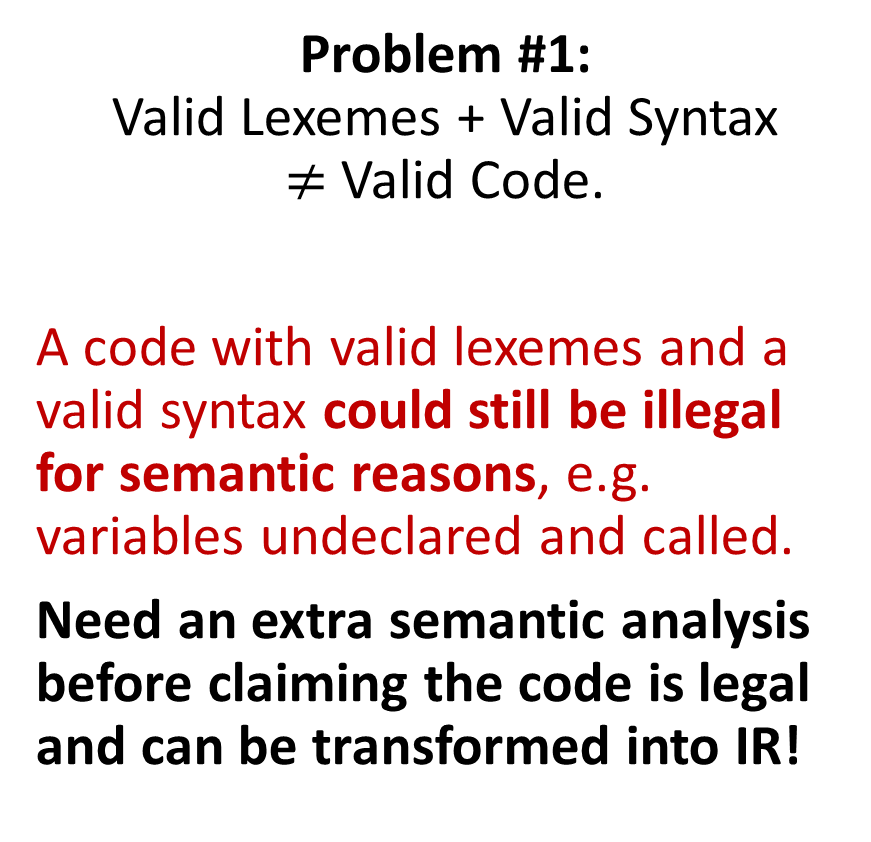 Problem #1:
Valid Lexemes + Valid Syntax
≠ Valid Code.
A code with valid lexemes and a
valid syntax could still be illegal
for semantic reasons, e.g.
variables undeclared and called.
Need an extra semantic analysis
before claiming the code is legal
and can be transformed into IR!